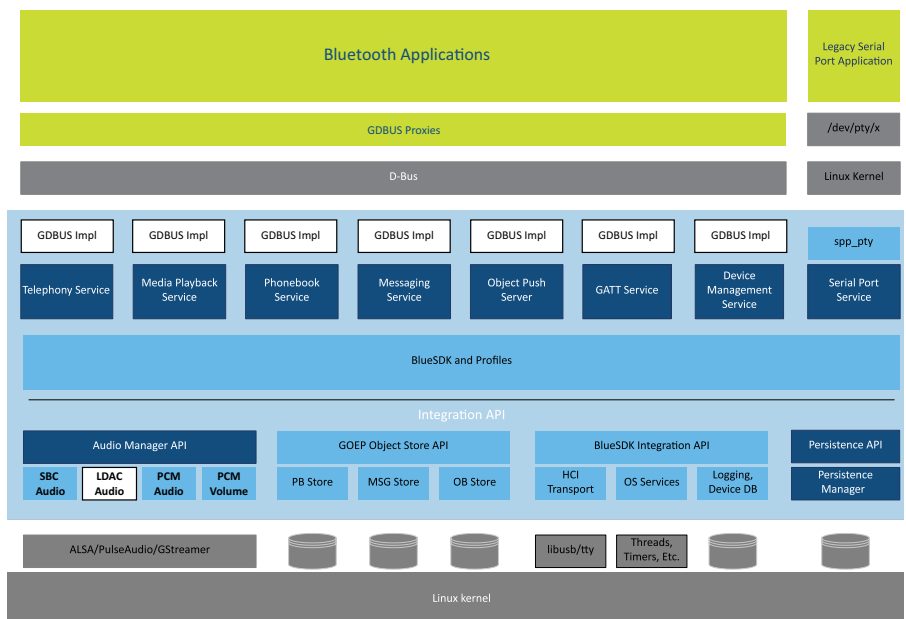 Bluetooth Applications
Legacy Serial
Port Application
GDBUS Proxies
/dev/pty/x
D-Bus
Linux Kernel
GDBUS Impl
GDBUS Impl
GDBUS Impl
GDBUS Impl
GDBUS Impl
GDBUS Impl
GDBUS Impl
spp_pty
Telephony Service
Media Playback
Service
Phonebook
Service
Messaging
Service
Object Push
Server
GATT Service
Device
Management
Service
Serial Port
Service
BlueSDK and Profiles
Integration API
Audio Manager API
GOEP Object Store API
BlueSDK Integration API
Persistence API
SBC
Audio
LDAC
Audio
PCM
Audio
PCM
Volume
PB Store
MSG Store
OB Store
HCI
Transport
OS Services
Logging,
Device DB
Persistence
Manager
ALSA/PulseAudio/GStreamer
libusb/tty
Threads,
Timers, Etc.
Linux kernel